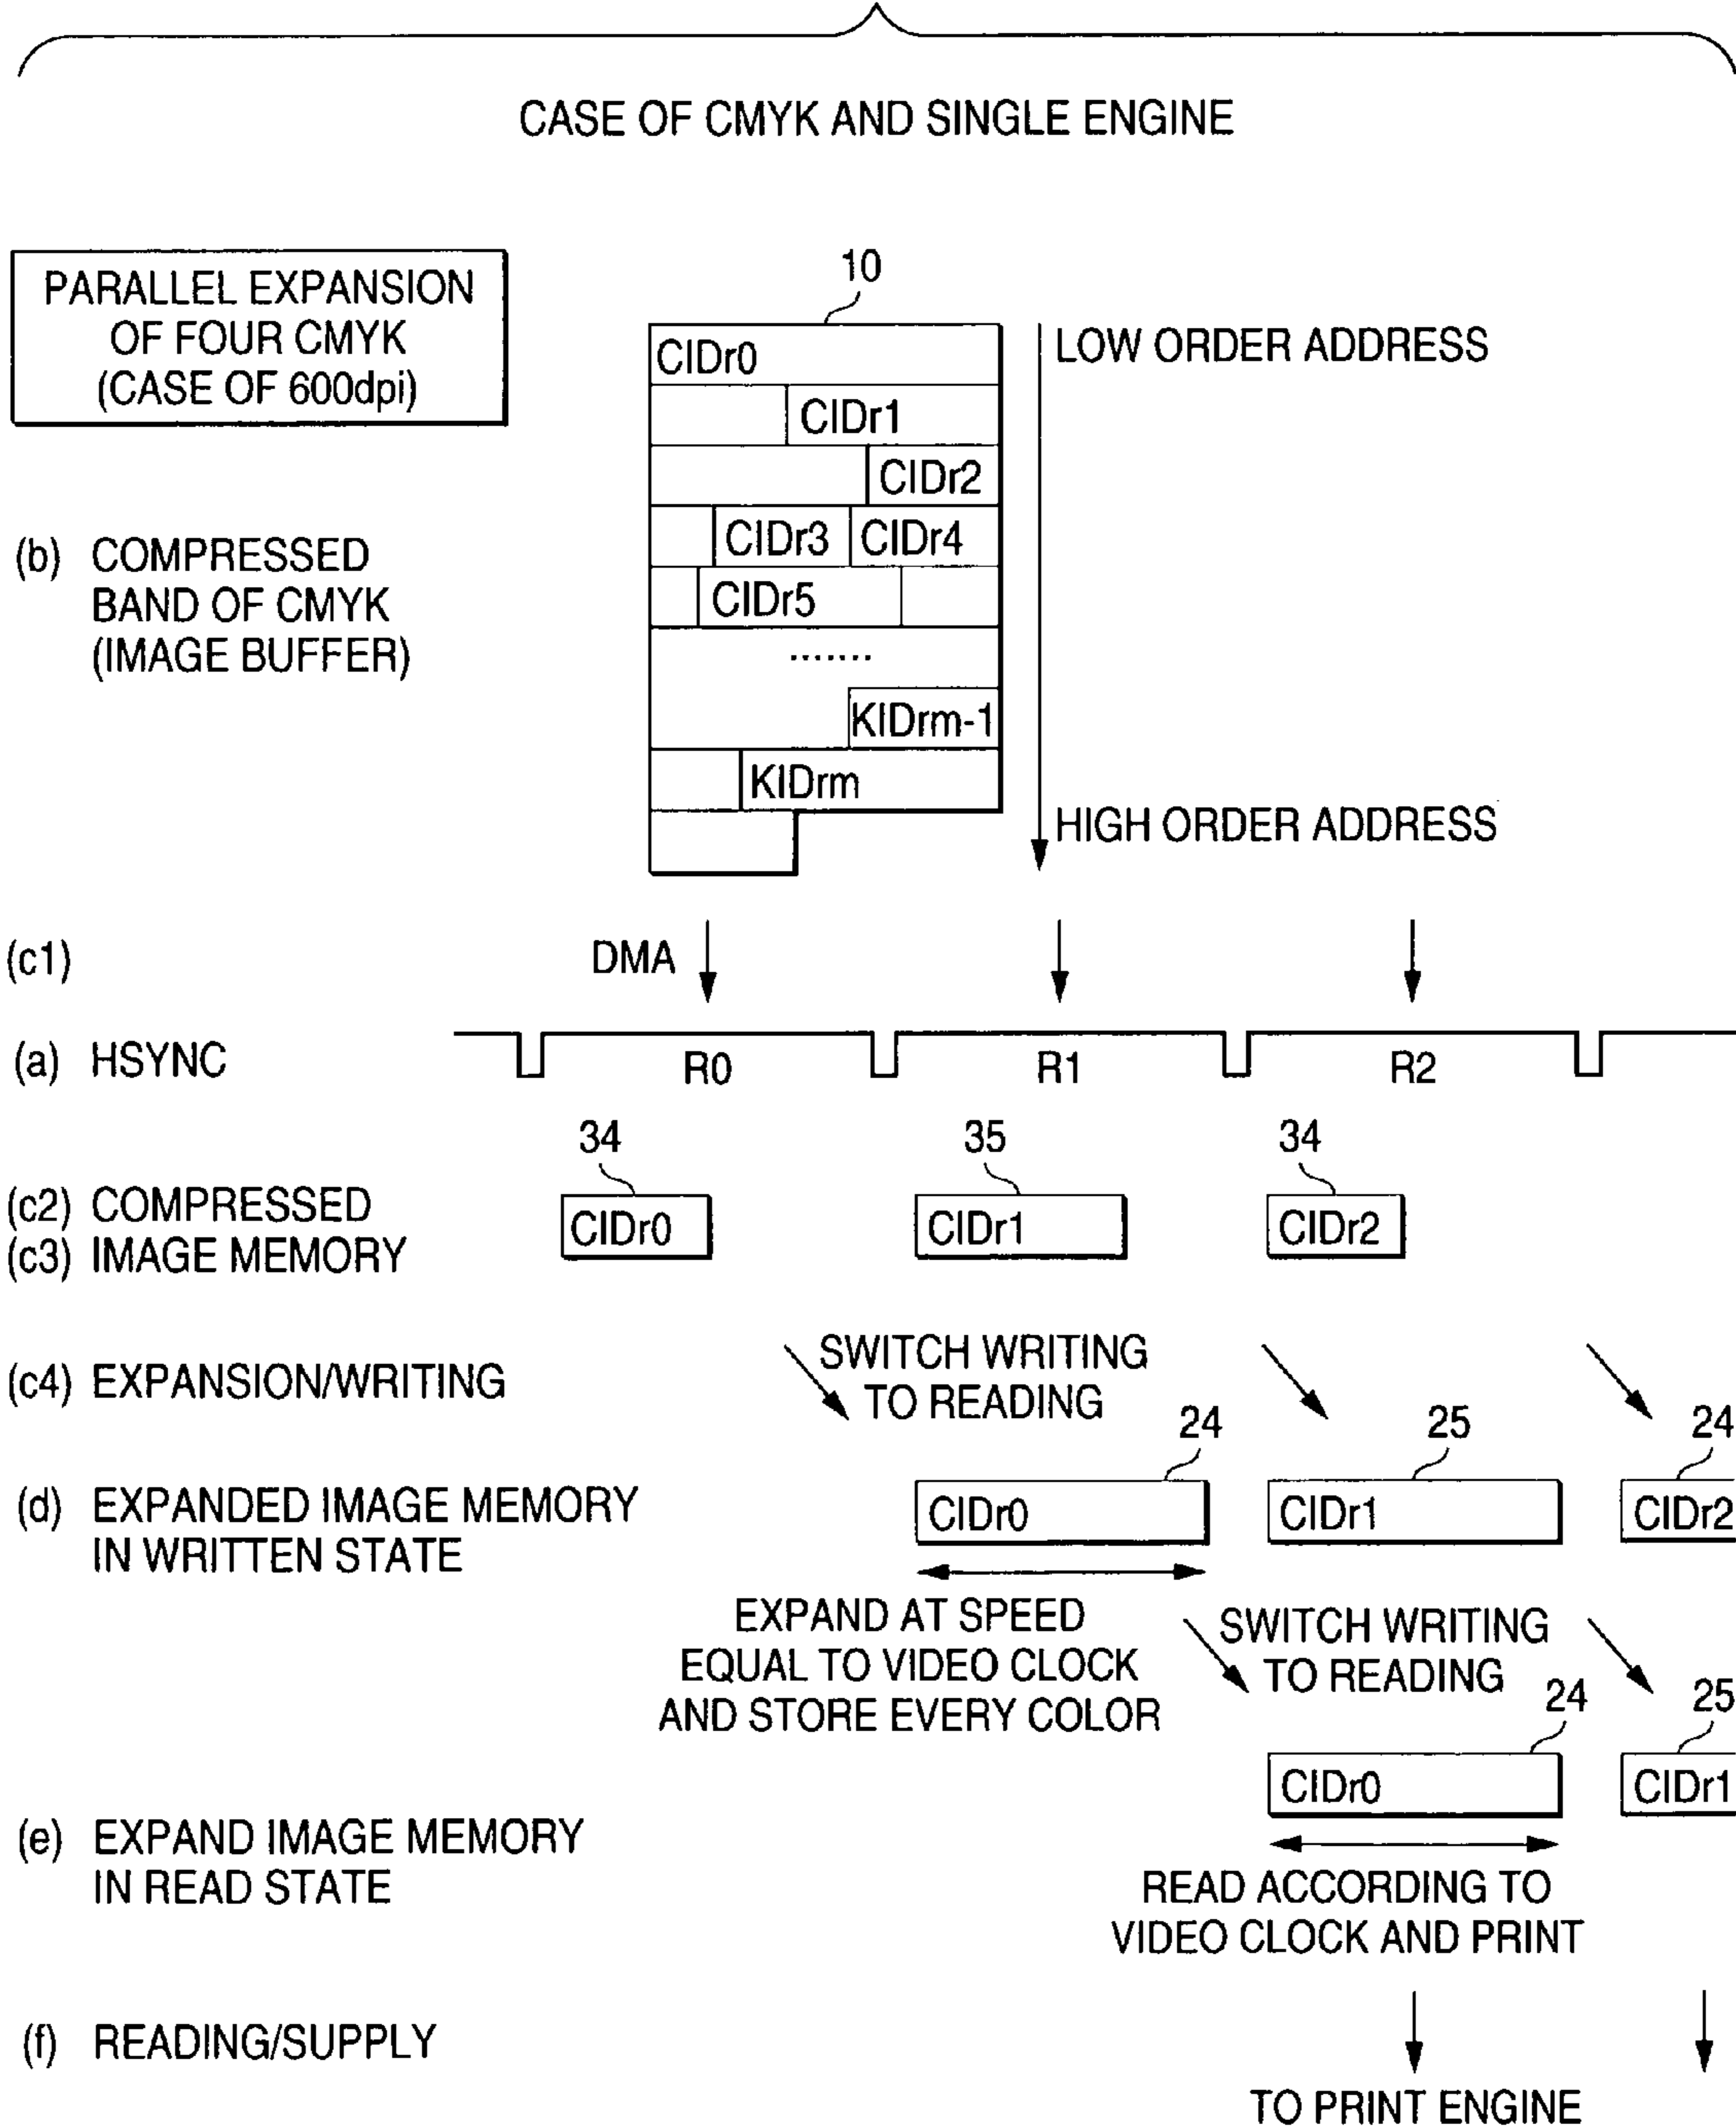 CASE OF CMYK AND SINGLE ENGINE
PARALLEL EXPANSION
OF FOUR CMYK
(CASE OF 600dpi)
10
CIDr0
LOW ORDER ADDRESS
CIDr1
CIDr2
(b) COMPRESSED
BAND OF CMYK
(IMAGE BUFFER)
CIDr3 CIDr4
CIDr5
.......
KIDrm-1
KIDrm
HIGH ORDER ADDRESS
(c1) DMA
(a) HSYNC R0 R1 R2
34 35 34
(c2) COMPRESSED
(c3) IMAGE MEMORY
CIDr0 CIDr1 CIDr2
(c4) EXPANSION/WRITING
SWITCH WRITING
TO READING
24 25 24
(d) EXPANDED IMAGE MEMORY
IN WRITTEN STATE
CIDr0 CIDr1 CIDr2
EXPAND AT SPEED
EQUAL TO VIDEO CLOCK
AND STORE EVERY COLOR
SWITCH WRITING
TO READING
24 25
CIDr0 CIDr1
(e) EXPAND IMAGE MEMORY
IN READ STATE
READ ACCORDING TO
VIDEO CLOCK AND PRINT
(f) READING/SUPPLY
TO PRINT ENGINE